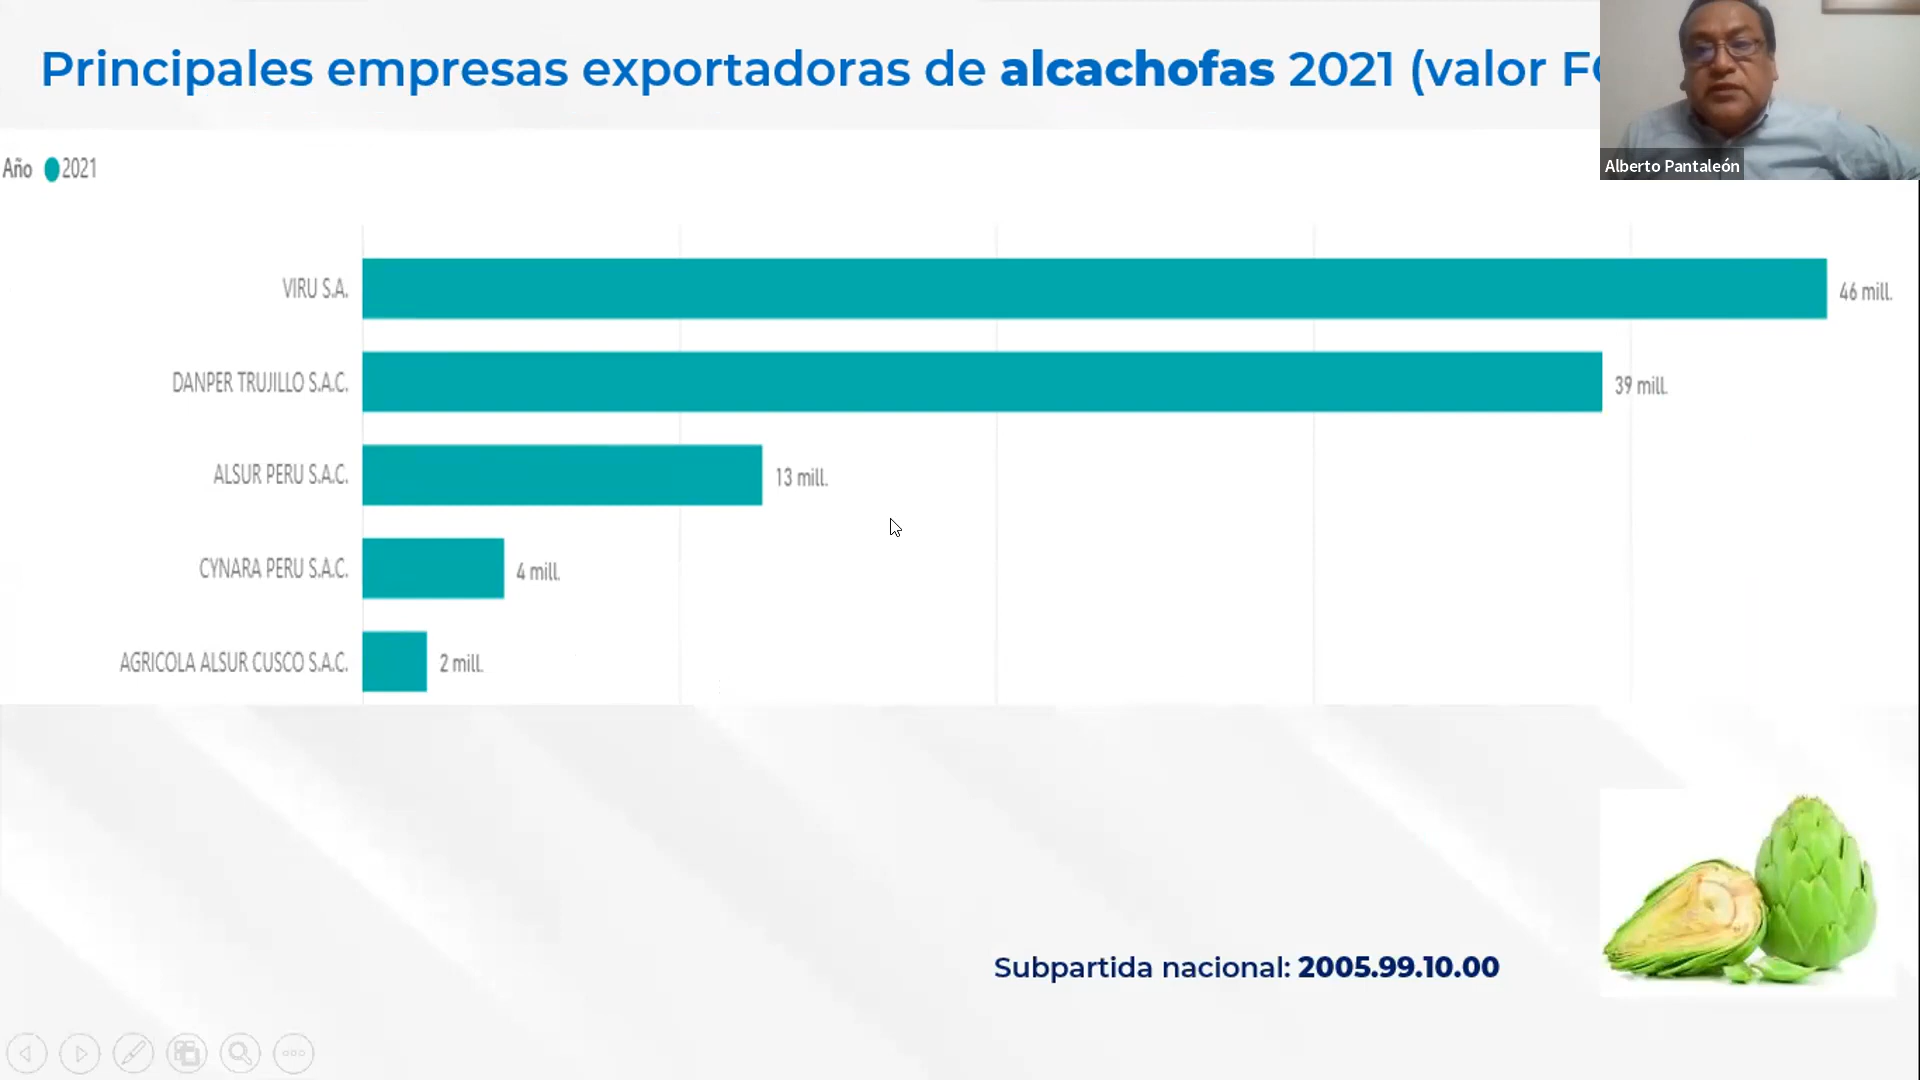 Principales empresas exportadoras de alcachofas 2021 (valor
Alberto Pantaleón
Año 2021
VIRU S.A. 46 mill.
DANPER TRUJILLO S.A.C. 39 mill.
ALSUR PERU S.A.C. 13 mill.
CYNARA PERU S.A.C. 4 mill.
AGRICOLA ALSUR CUSCO S.A.C. 2 mill.
Subpartida nacional: 2005.99.10.00